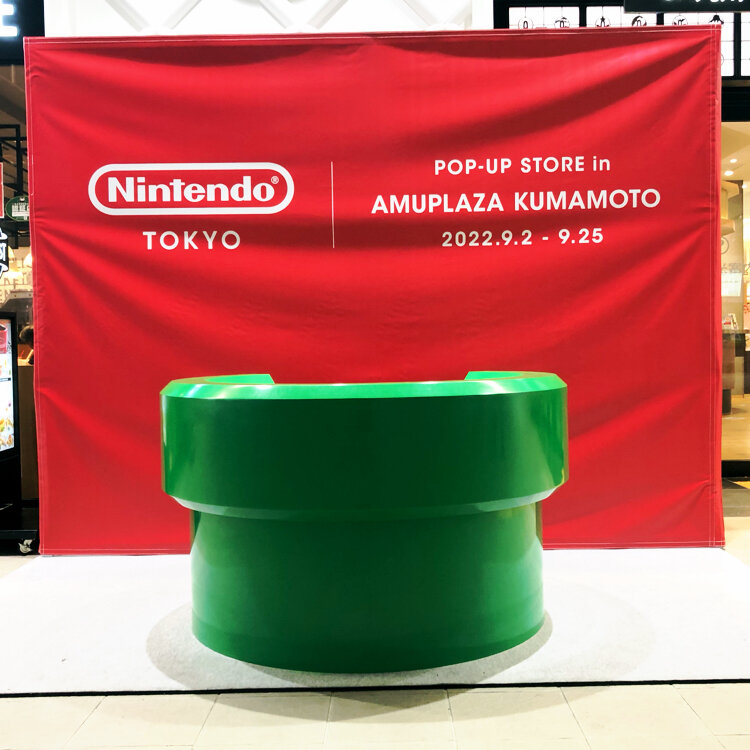 Nintendo®
TOKYO
POP-UP STORE in
AMUPLAZA KUMAMOTO
2022.9.2 - 9.25